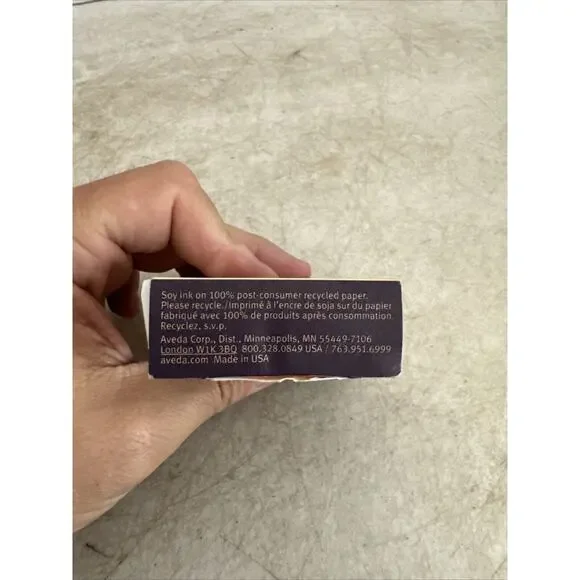 Soy ink on 100% post-consumer recycled paper.
Please recycle./Imprimé à l'encre de soja sur du papier
fabriqué avec 100% de produits après consommation.
Recyclez, s.v.p.
Aveda Corp., Dist., Minneapolis, MN 55449-7106
London W1K 3BQ 800.328.0849 USA / 763.951.6999
aveda.com Made in USA